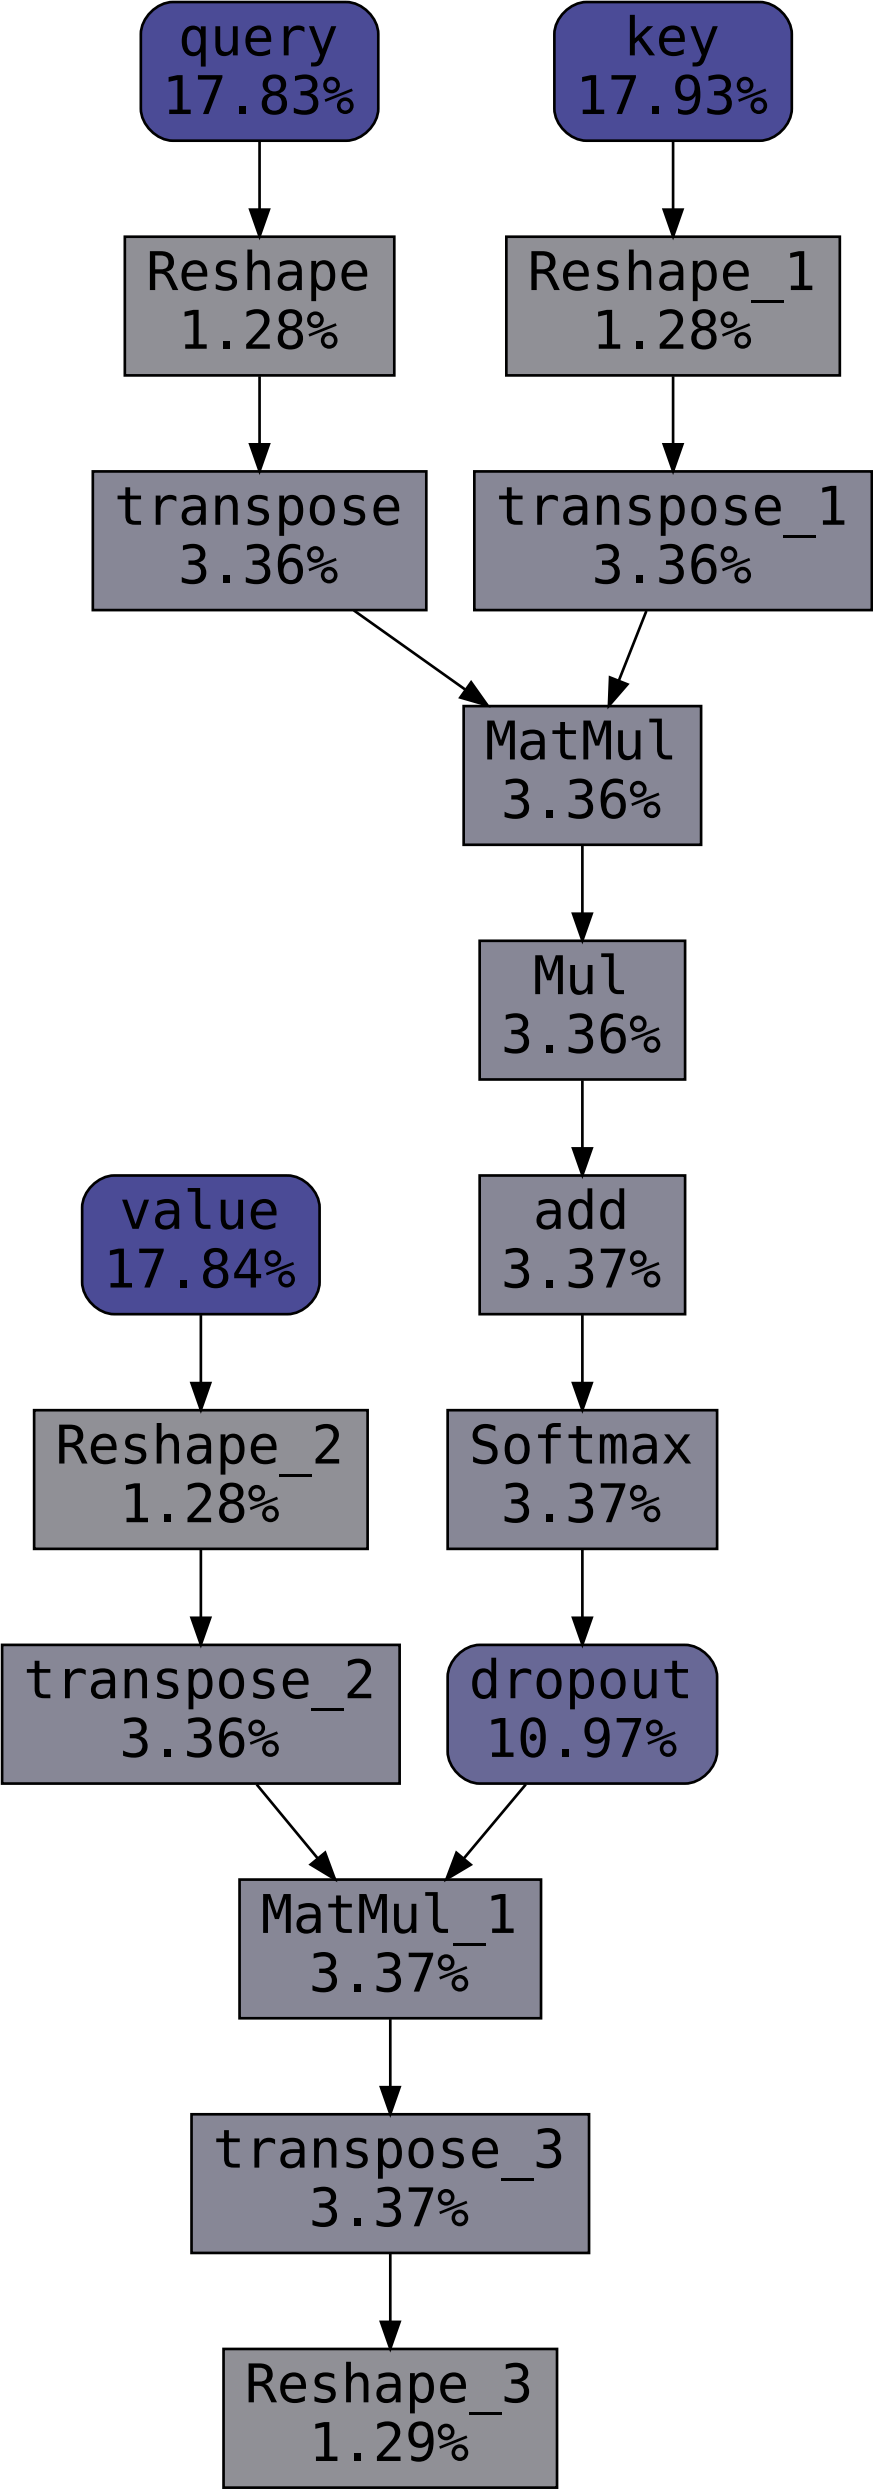 query
17.83%
key
17.93%
Reshape
1.28%
Reshape_1
1.28%
transpose
3.36%
transpose_1
3.36%
MatMul
3.36%
Mul
3.36%
value
17.84%
add
3.37%
Reshape_2
1.28%
Softmax
3.37%
transpose_2
3.36%
dropout
10.97%
MatMul_1
3.37%
transpose_3
3.37%
Reshape_3
1.29%